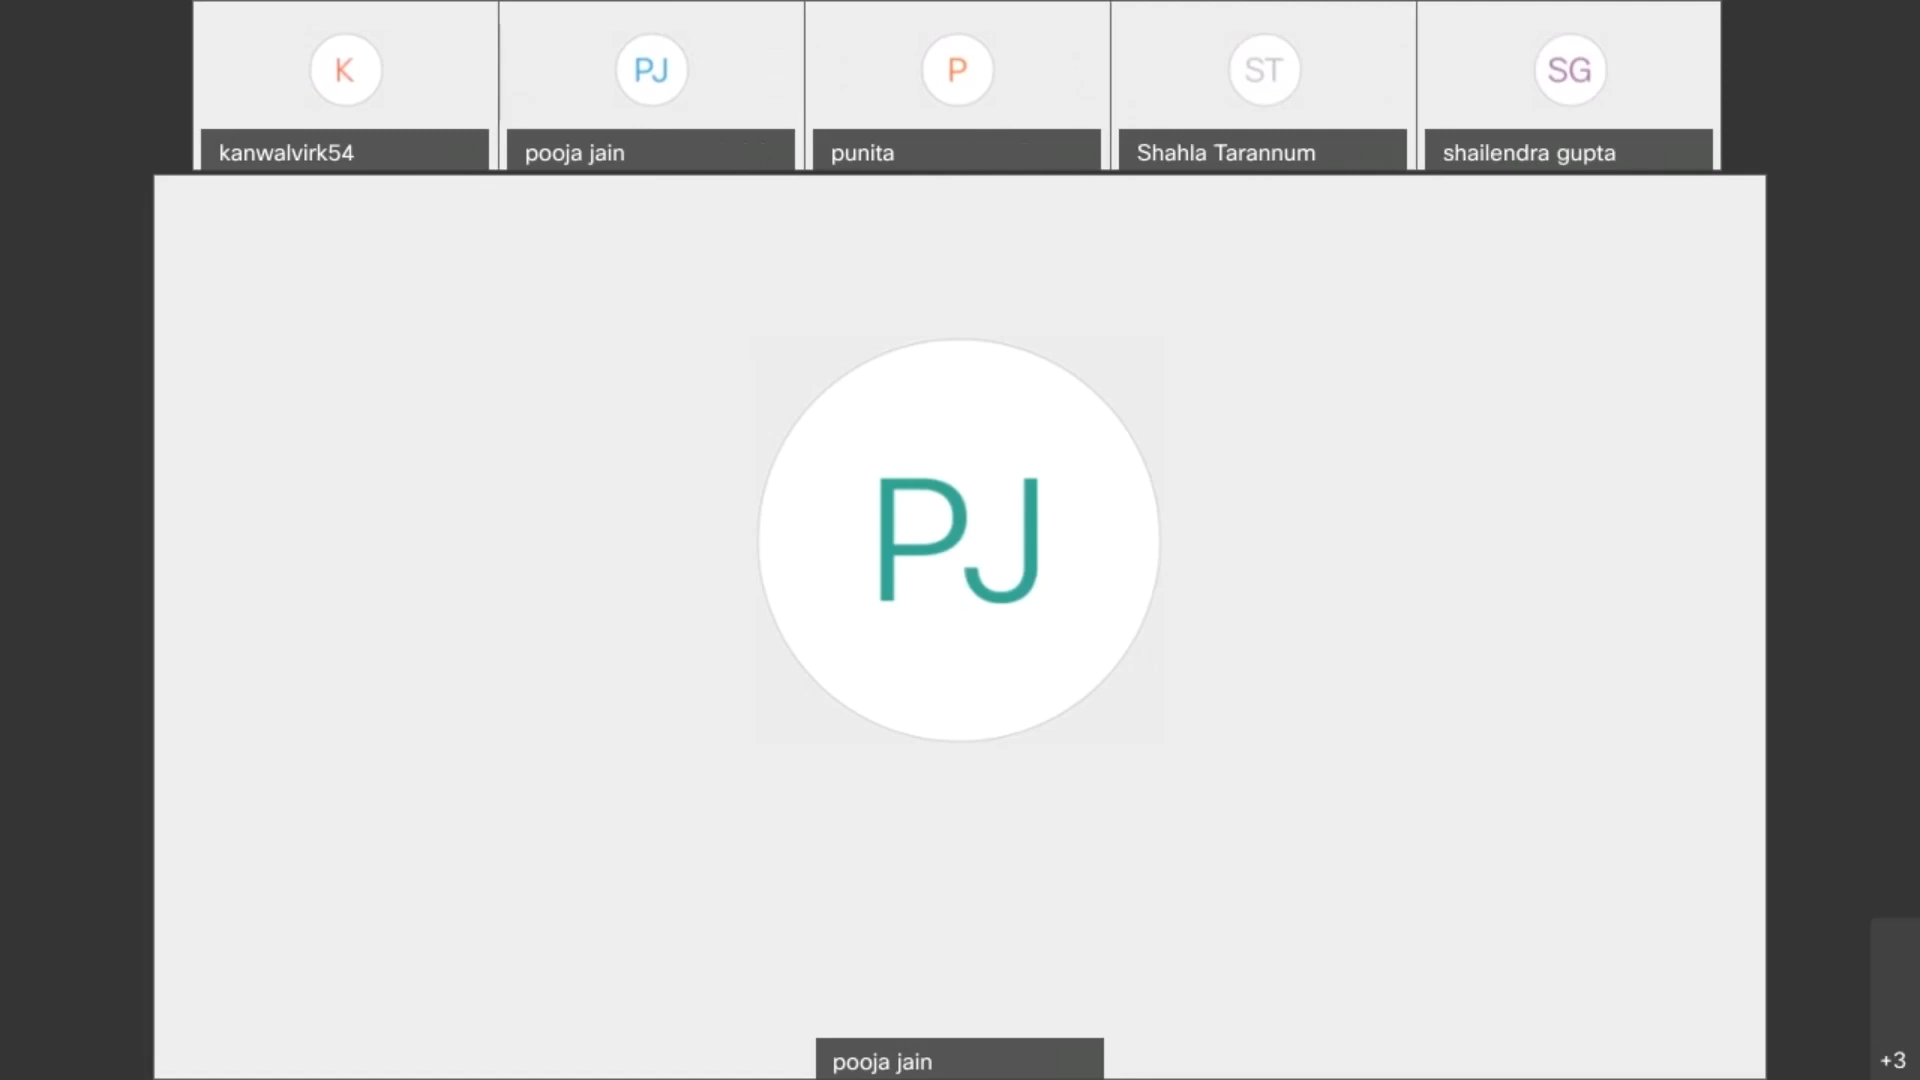 K
PJ
P
ST
SG
kanwalvirk54
pooja jain
punita
Shahla Tarannum
shailendra gupta
PJ
pooja jain
+3